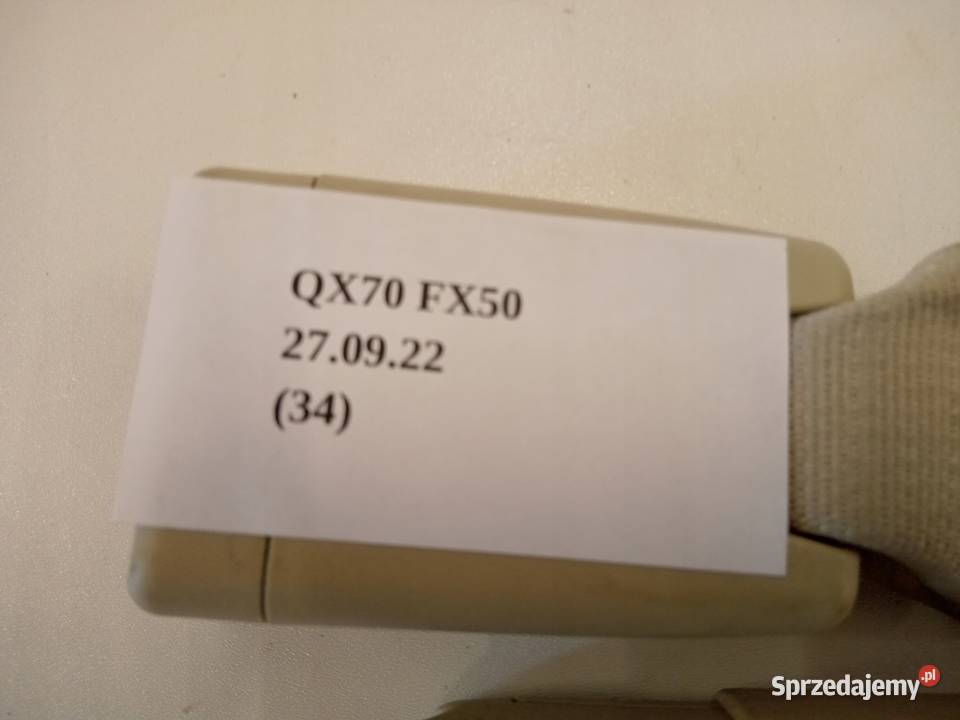 QX70 FX50
27.09.22
(34)
Sprzedajemy.pl